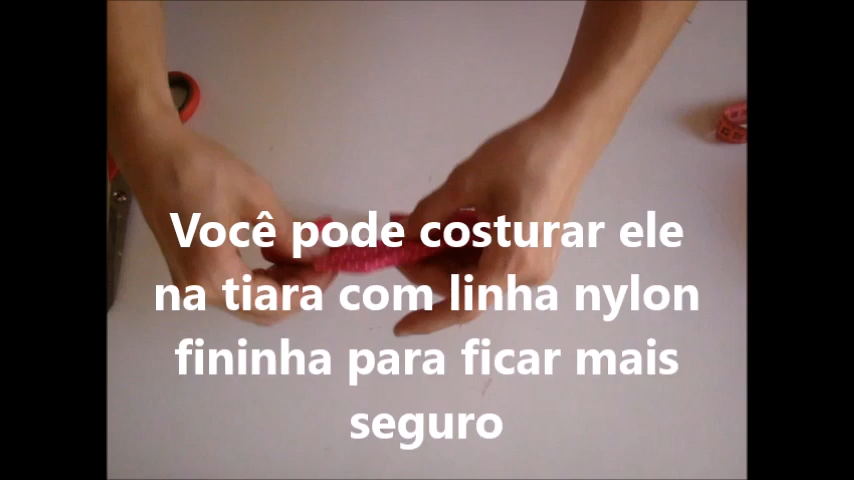 Você pode costurar ele
na tiara com linha nylon
fininha para ficar mais
seguro